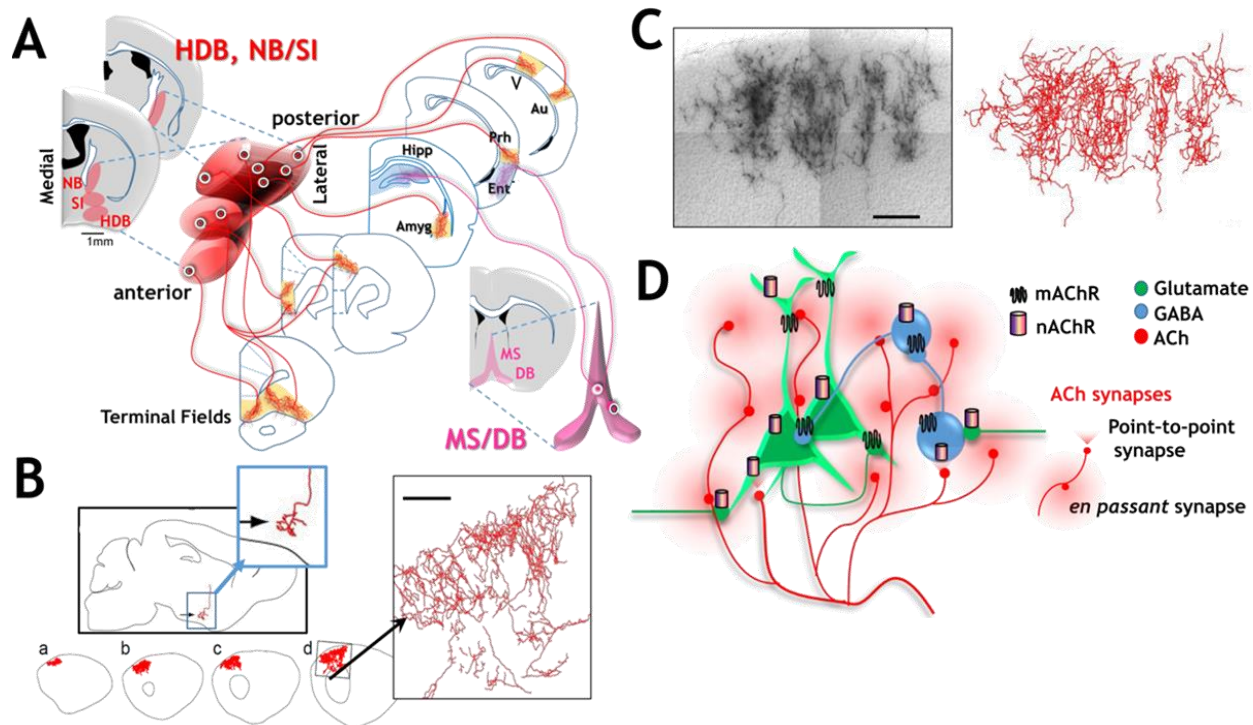 A
HDB, NB/SI
posterior
Medial
Lateral
NB
SI
HDB
1mm
anterior
V
Au
Prh
Hipp
Ent
Amyg
MS
DB
Terminal Fields
MS/DB
B
a
b
c
d
C
D
mAChR
nAChR
Glutamate
GABA
ACh
ACh synapses
Point-to-point
synapse
en passant synapse